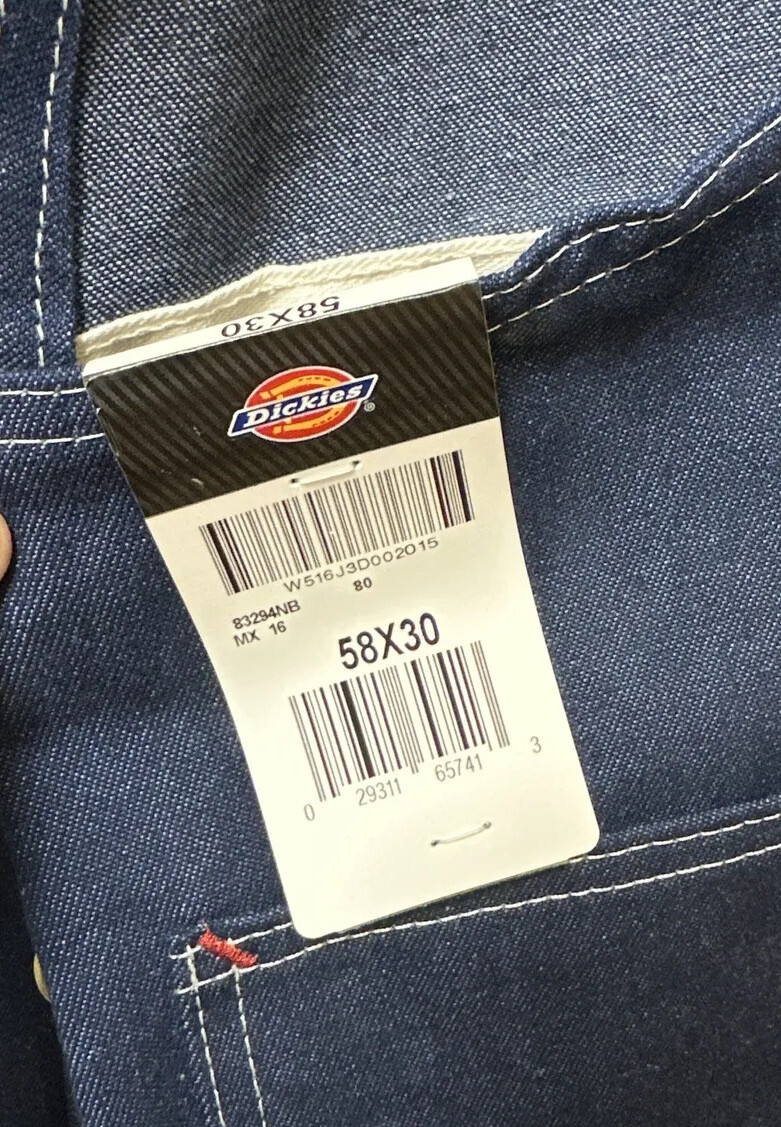 58X30
Dickies®
W516J3D002015
80
83294NB
MX 16
58X30
0 29311 65741 3